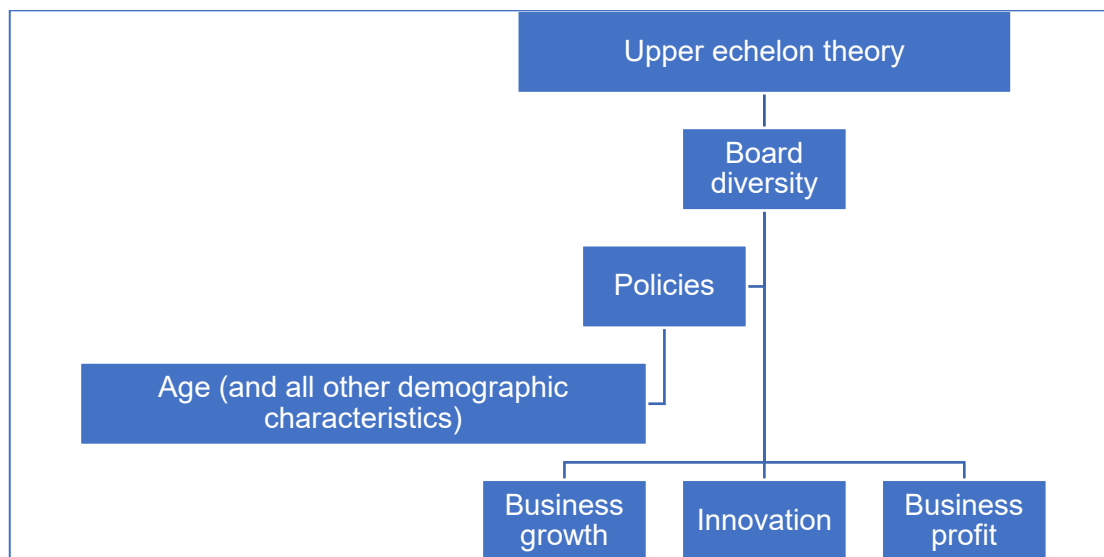 Upper echelon theory
Board
diversity
Policies
Age (and all other demographic
characteristics)
Business
growth
Innovation
Business
profit